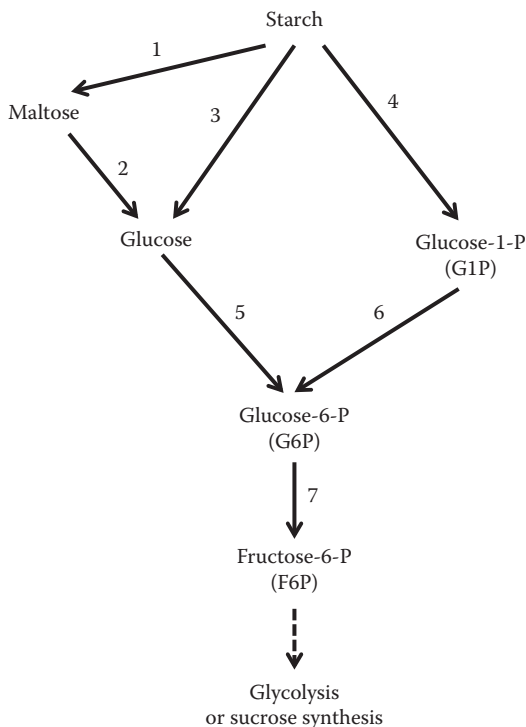 Starch
1
3
4
Maltose
2
Glucose
Glucose-1-P
(G1P)
5
6
Glucose-6-P
(G6P)
7
Fructose-6-P
(F6P)
Glycolysis
or sucrose synthesis